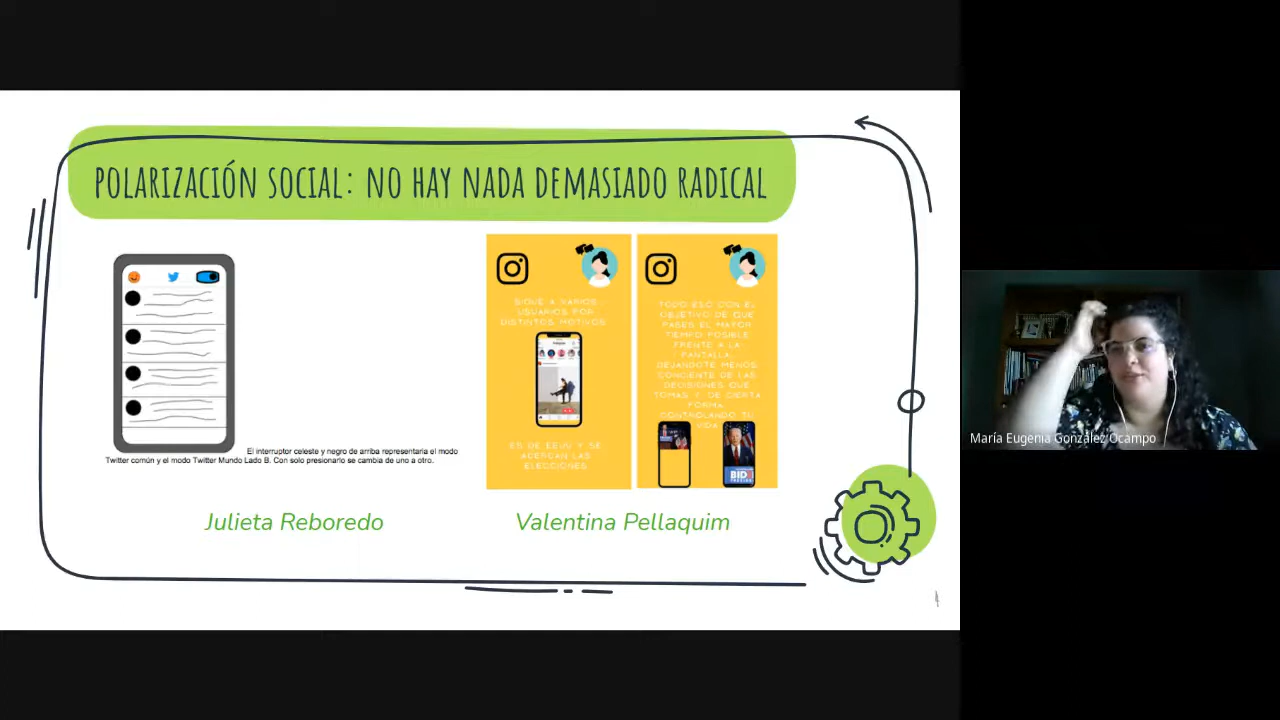 POLARIZACIÓN SOCIAL: NO HAY NADA DEMASIADO RADICAL
El interruptor celeste y negro de arriba representaria el modo
Twitter común y el modo Twitter Mundo Lado B. Con solo presionarlo se cambia de uno a otro.
SIGUE A VARIOS
USUARIOS POR
DISTINTOS MOTIVOS
ES DE EEUU Y SE
ACERCAN LAS
ELECCIONES
TODO ESO CON EL
OBJETIVO DE QUE
PASES EL MAYOR
TIEMPO POSIBLE
FRENTE A LA
PANTALLA,
DEJANDOTE MENOS
CONCIENTE DE LAS
DECISIONES QUE
TOMAS Y, DE CIERTA
FORMA,
CONTROLANDO TU
VIDA
Julieta Reboredo
Valentina Pellaquim
María Eugenia González Ocampo